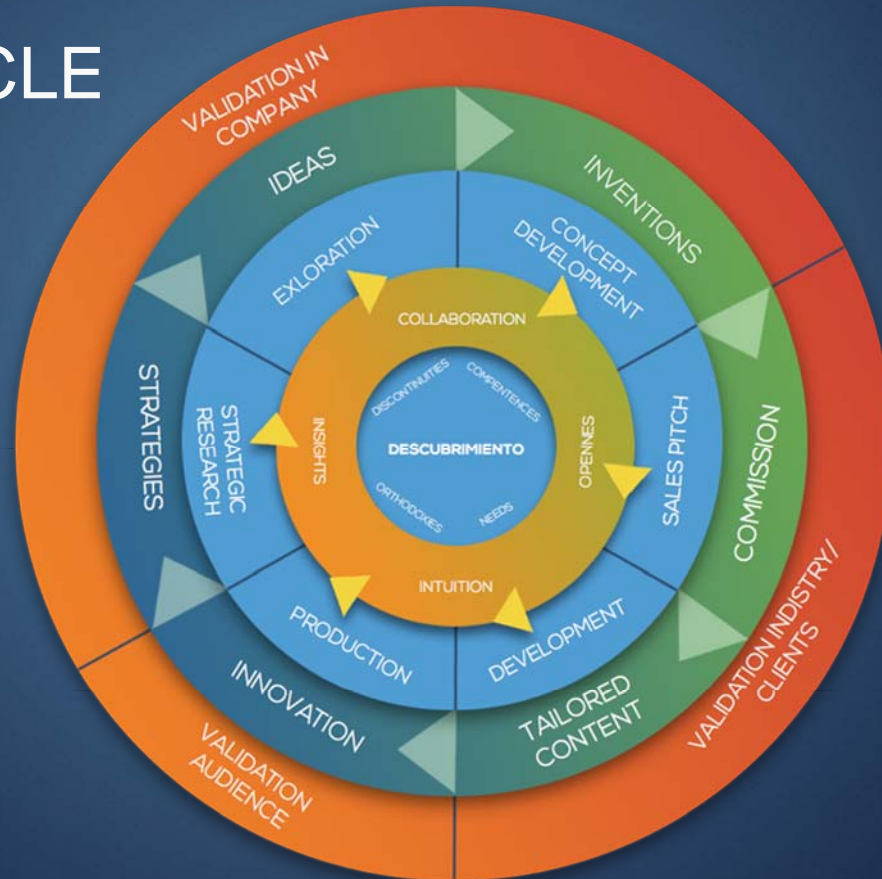 CLE
VALIDATION IN
COMPANY
IDEAS
INVENTIONS
EXLORATION
CONCEPT
DEVELOPMENT
COLLABORATION
DISCONTINUITIES
COMPENTENCES
STRATEGIES
STRATEGIC
RESEARCH
INSIGHTS
DESCUBRIMIENTO
OPENNES
SALES PITCH
COMMISSION
ORTHODOXIES
NEEDS
INTUITION
PRODUCTION
DEVELOPMENT
INNOVATION
TAILORED
CONTENT
VALIDATION
AUDIENCE
VALIDATION INDISTRY/
CLIENTS